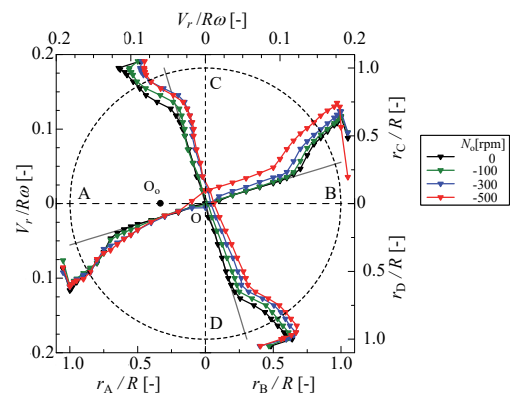 V_r/Rω [-]
0.2 0.1 0 0.1 0.2
0.2 1.0
C
N_o[rpm]
0.1 0.5 r_C/R [-]
0
-100
-300
-500
V_r/Rω [-]
A O_o B
0 O 0
0.1 0.5 r_D/R [-]
D
0.2 1.0
1.0 0.5 0 0.5 1.0
r_A/R [-] r_B/R [-]